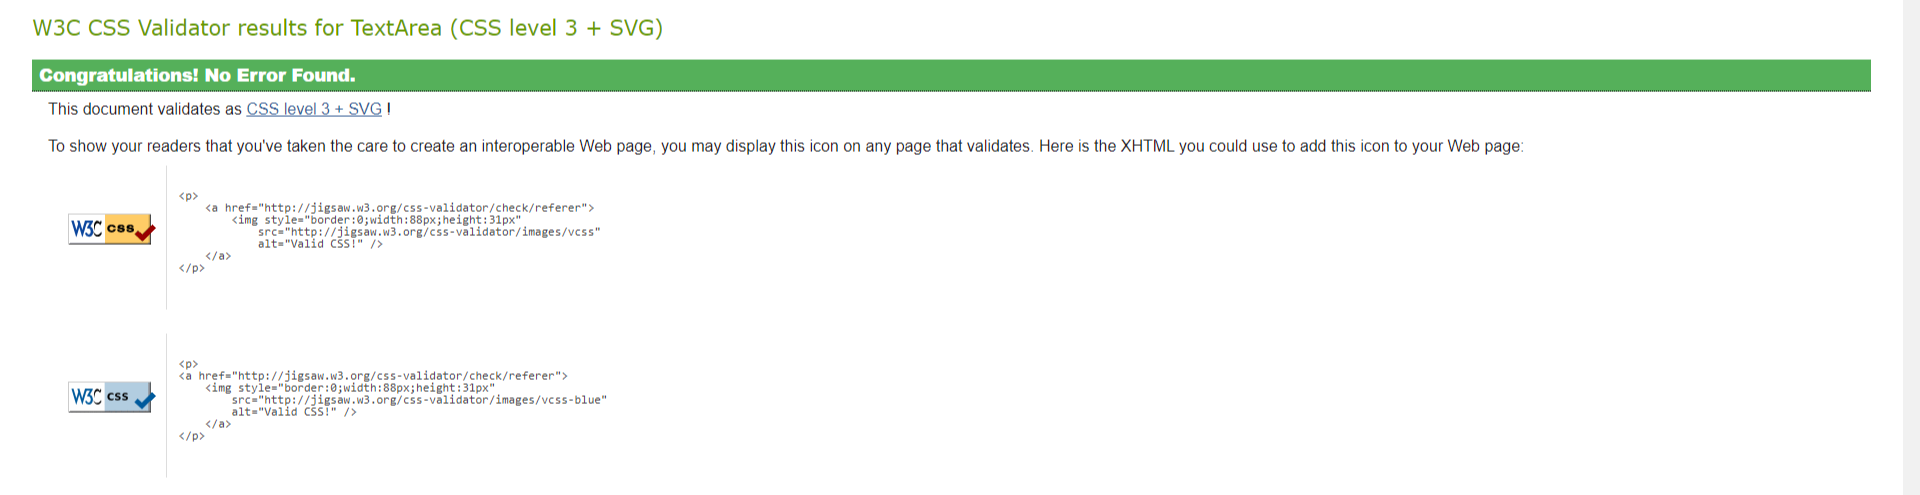 W3C CSS Validator results for TextArea (CSS level 3 + SVG)
Congratulations! No Error Found.
This document validates as CSS level 3 + SVG !
To show your readers that you've taken the care to create an interoperable Web page, you may display this icon on any page that validates. Here is the XHTML you could use to add this icon to your Web page:
W3C css
<p>
    <a href="http://jigsaw.w3.org/css-validator/check/referer">
        <img style="border:0;width:88px;height:31px"
            src="http://jigsaw.w3.org/css-validator/images/vcss"
            alt="Valid CSS!" />
    </a>
</p>
W3C css
<p>
<a href="http://jigsaw.w3.org/css-validator/check/referer">
    <img style="border:0;width:88px;height:31px"
        src="http://jigsaw.w3.org/css-validator/images/vcss-blue"
        alt="Valid CSS!" />
    </a>
</p>